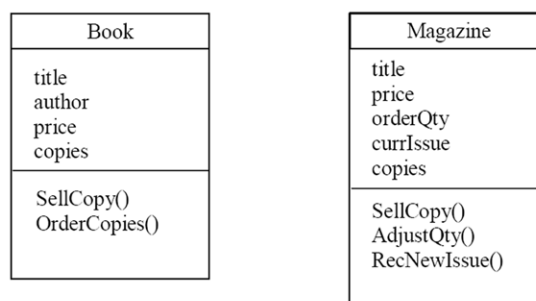 Book
title
author
price
copies
SellCopy()
OrderCopies()
Magazine
title
price
orderQty
currIssue
copies
SellCopy()
AdjustQty()
RecNewIssue()